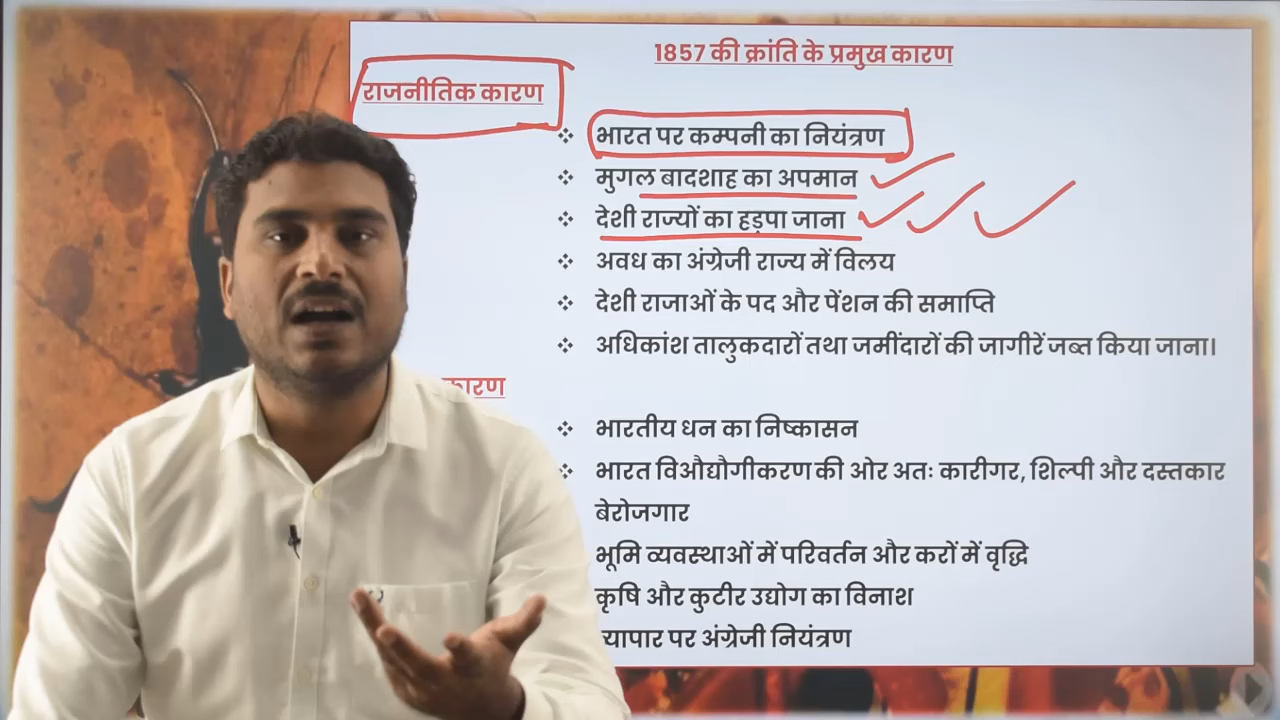 1857 की क्रांति के प्रमुख कारण
राजनीतिक कारण
❖ भारत पर कम्पनी का नियंत्रण
❖ मुगल बादशाह का अपमान
❖ देशी राज्यों का हड़पा जाना
❖ अवध का अंग्रेजी राज्य में विलय
❖ देशी राजाओं के पद और पेंशन की समाप्ति
❖ अधिकांश तालुकदारों तथा जमींदारों की जागीरें जब्त किया जाना।
कारण
❖ भारतीय धन का निष्कासन
❖ भारत विऔद्योगीकरण की ओर अतः कारीगर, शिल्पी और दस्तकार
बेरोजगार
भूमि व्यवस्थाओं में परिवर्तन और करों में वृद्धि
कृषि और कुटीर उद्योग का विनाश
व्यापार पर अंग्रेजी नियंत्रण